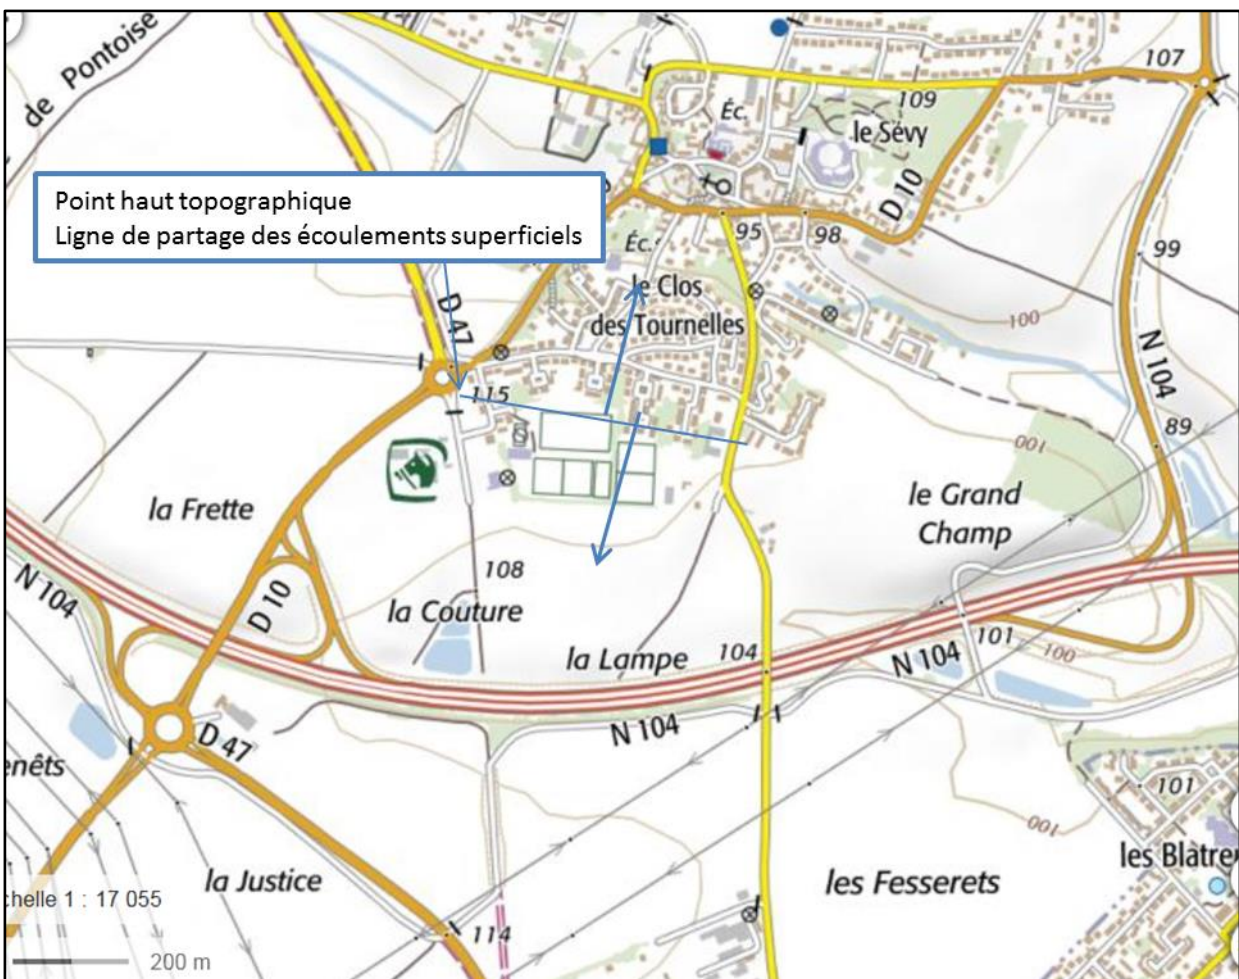 de Pontoise
107
109
Éc.
le Sévy
D 10
Point haut topographique
Ligne de partage des écoulements superficiels
95
98
99
Éc.
le Clos
des Tournelles
100
D 47
N 104
115
89
100
la Frette
le Grand
Champ
108
N 104
D 10
la Couture
101
la Lampe
104
N 104
100
N 104
D 47
enêts
101
100
les Blatre
la Justice
les Fesserets
chelle 1 : 17 055
114
200 m